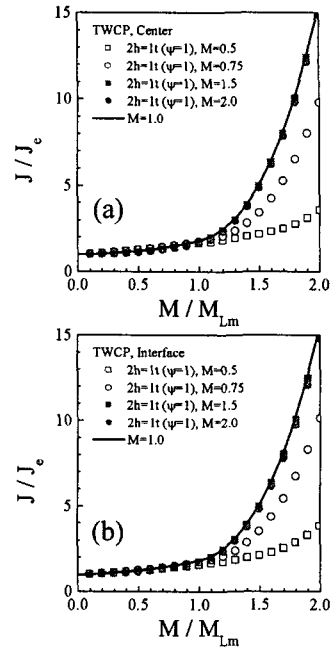 15
10
5
0
J / J_e
TWCP, Center
2h=1t (ψ=1), M=0.5
2h=1t (ψ=1), M=0.75
2h=1t (ψ=1), M=1.5
2h=1t (ψ=1), M=2.0
M=1.0
(a)
0.0 0.5 1.0 1.5 2.0
M / M_Lm
15
10
5
0
J / J_e
TWCP, Interface
2h=1t (ψ=1), M=0.5
2h=1t (ψ=1), M=0.75
2h=1t (ψ=1), M=1.5
2h=1t (ψ=1), M=2.0
M=1.0
(b)
0.0 0.5 1.0 1.5 2.0
M / M_Lm